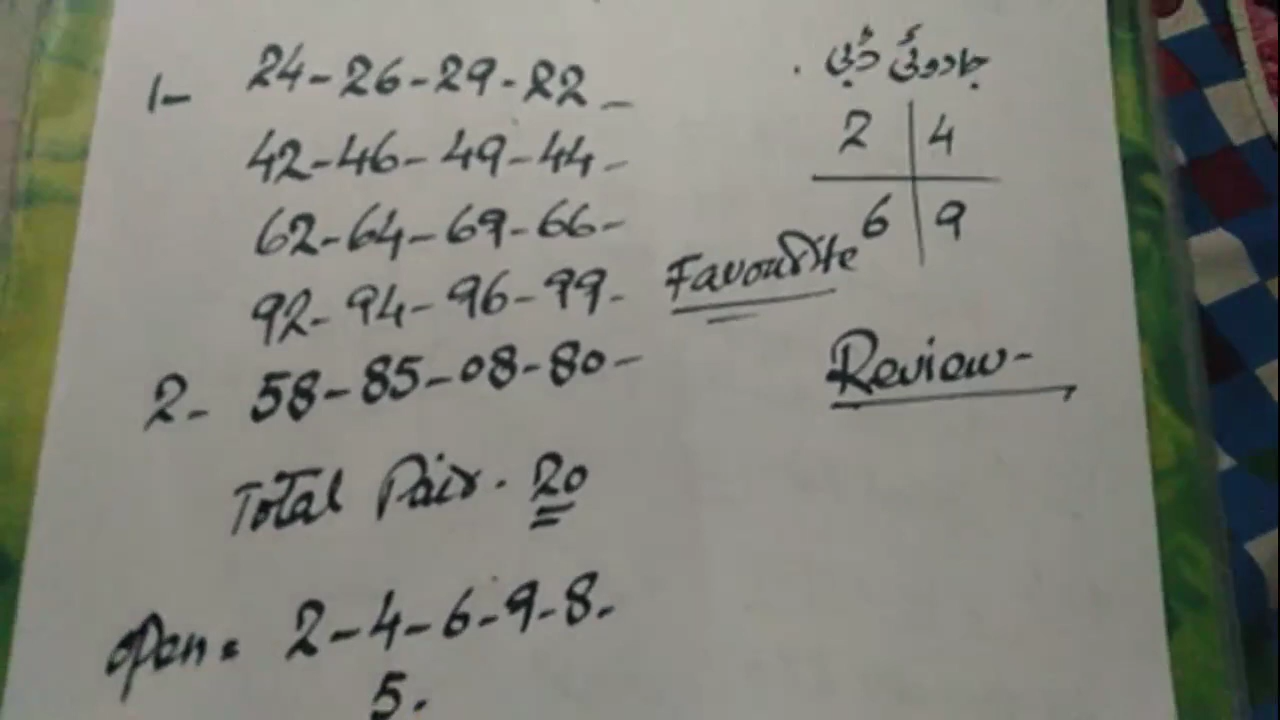 1- 24-26-29-22-
42-46-49-44-
62-64-69-66-
92-94-96-99-
2- 58-85-08-80-
Total Pair. 20
open = 2-4-6-9-8-
5.
جادوئی ڈبی
2 4
6 9
Favourite
Review-